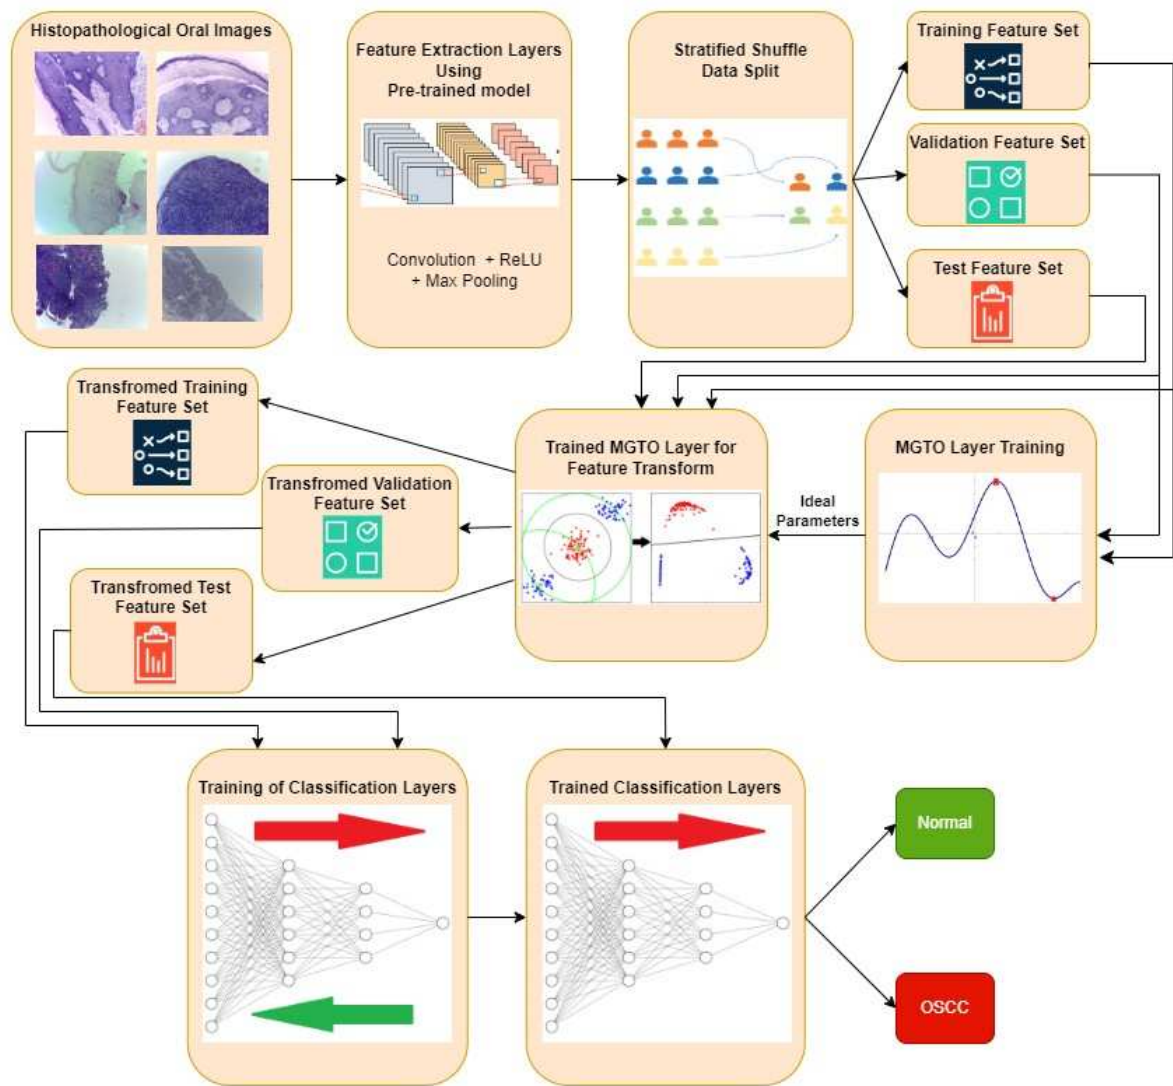 Histopathological Oral Images
Feature Extraction Layers
Using
Pre-trained model
Convolution + ReLU
+ Max Pooling
Stratified Shuffle
Data Split
Training Feature Set
Validation Feature Set
Test Feature Set
Transfromed Training
Feature Set
Transfromed Validation
Feature Set
Transfromed Test
Feature Set
Trained MGTO Layer for
Feature Transform
Ideal
Parameters
MGTO Layer Training
Training of Classification Layers
Trained Classification Layers
Normal
OSCC